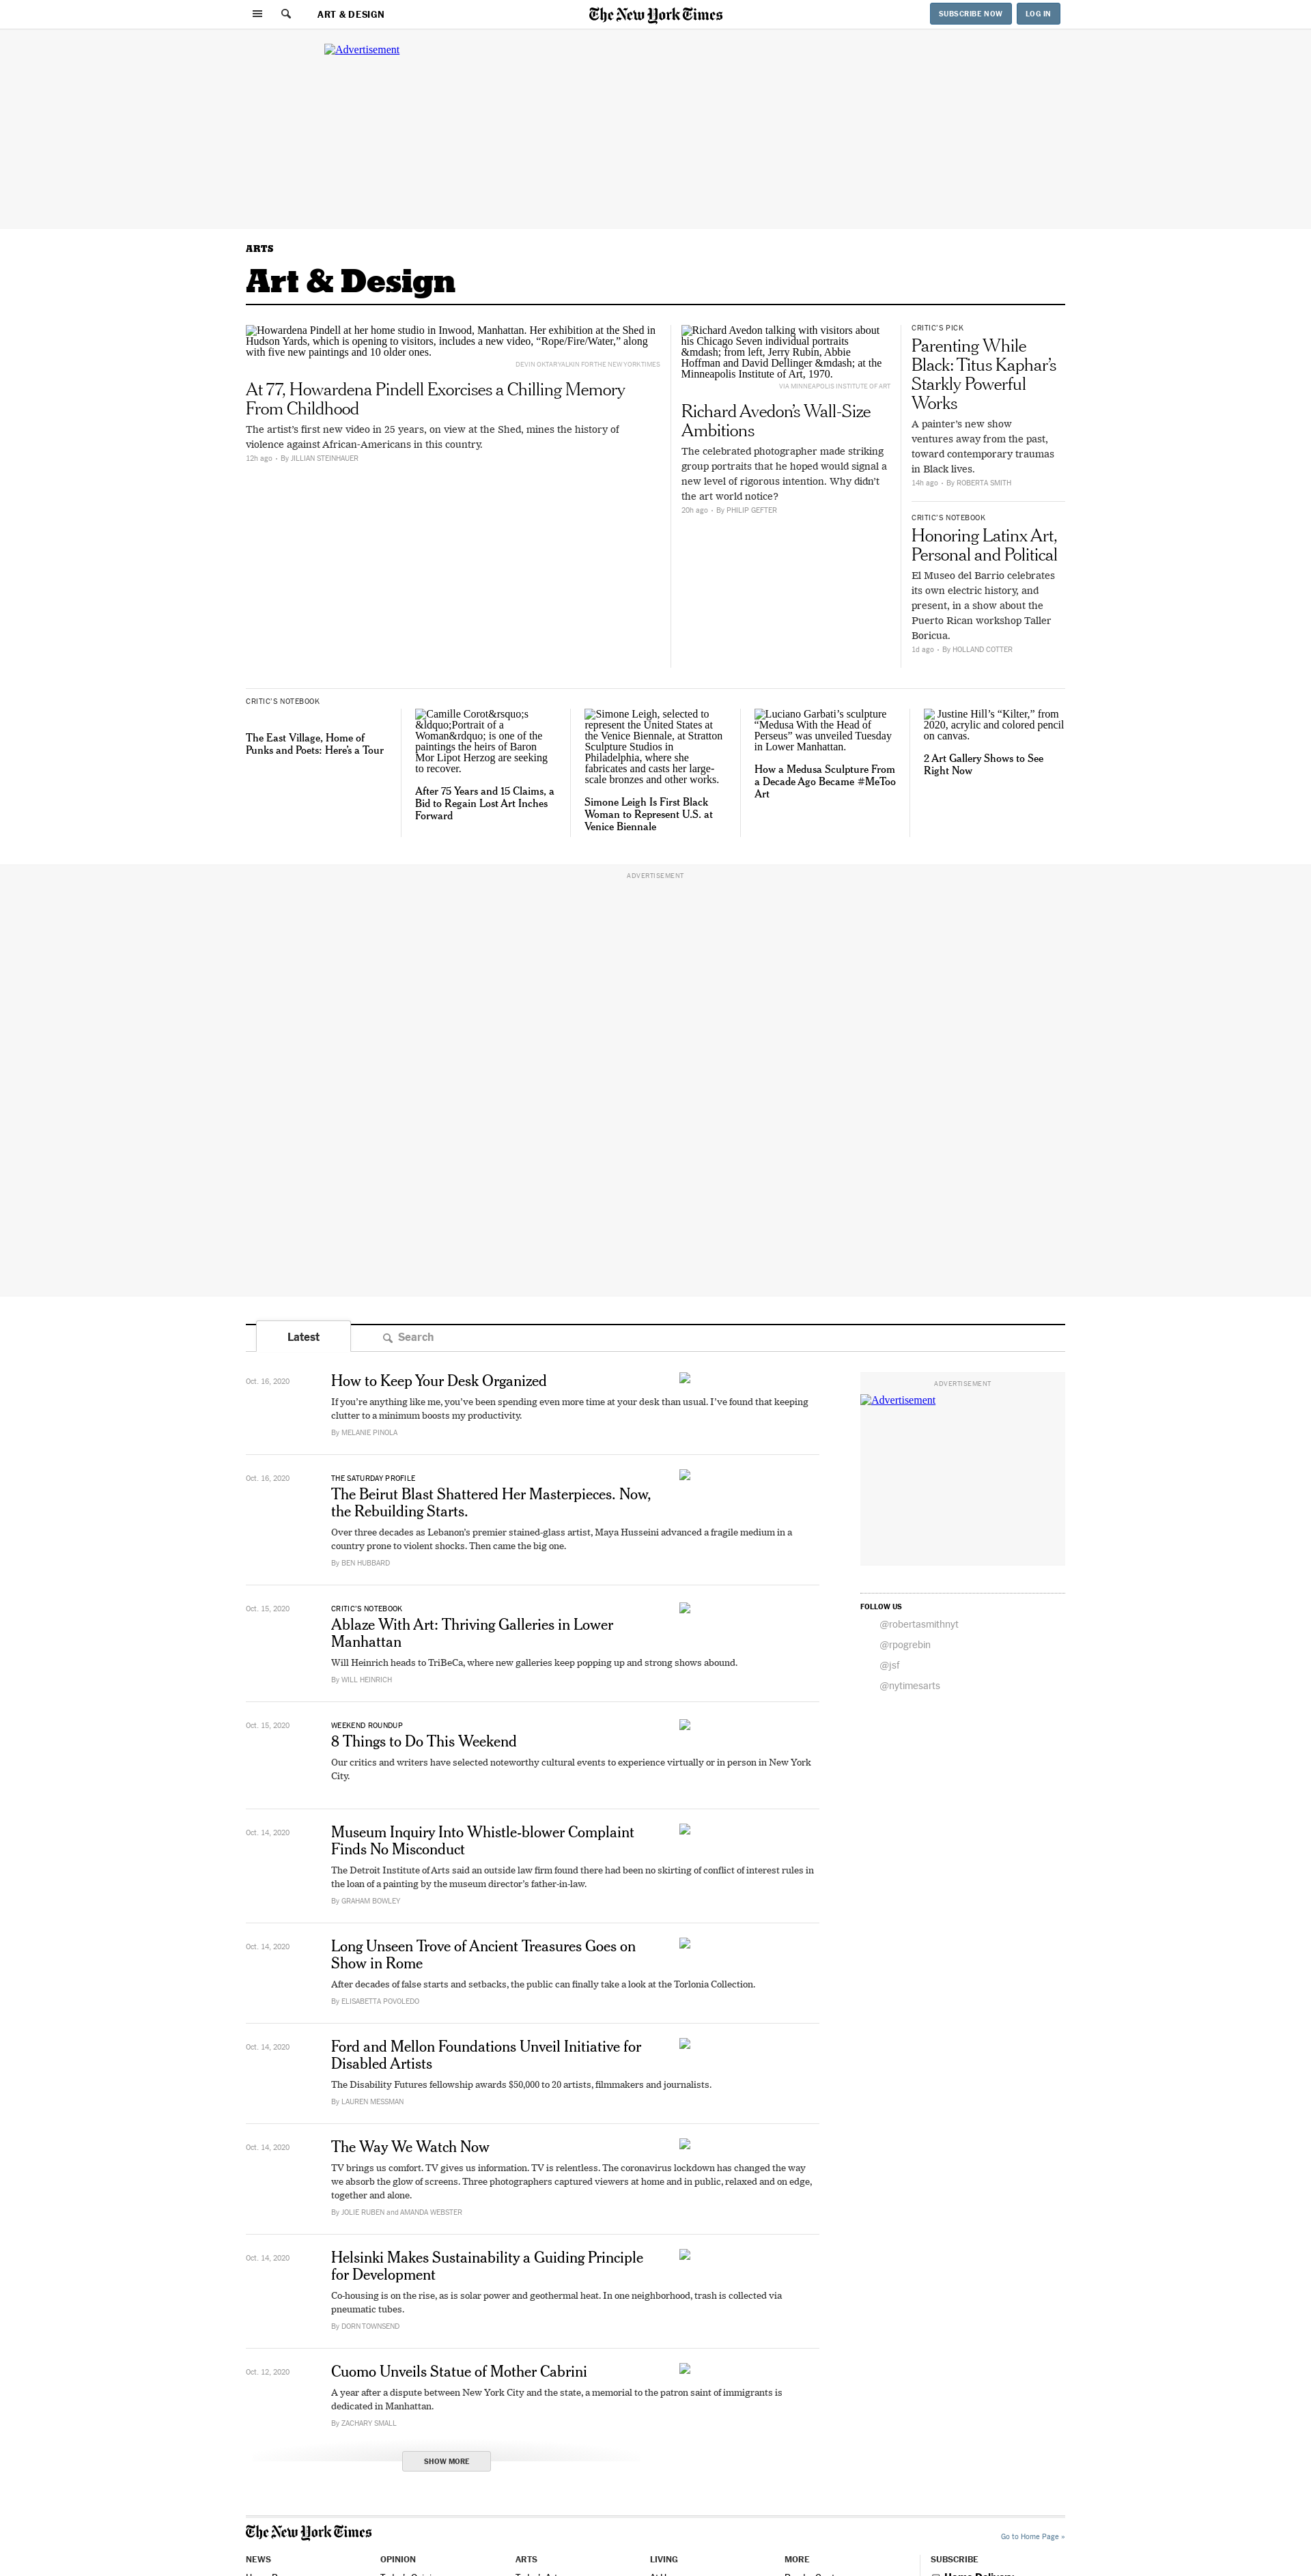 ART & DESIGN
The New York Times
SUBSCRIBE NOW
LOG IN
Advertisement
ARTS
Art & Design
Howardena Pindell at her home studio in Inwood, Manhattan. Her exhibition at the Shed in
Hudson Yards, which is opening to visitors, includes a new video, “Rope/Fire/Water,” along
with five new paintings and 10 older ones.
DEVIN OKTAR YALKIN FOR THE NEW YORK TIMES
At 77, Howardena Pindell Exorcises a Chilling Memory
From Childhood
The artist’s first new video in 25 years, on view at the Shed, mines the history of
violence against African-Americans in this country.
12h ago • By JILLIAN STEINHAUER
Richard Avedon talking with visitors about
his Chicago Seven individual portraits
&mdash; from left, Jerry Rubin, Abbie
Hoffman and David Dellinger &mdash; at the
Minneapolis Institute of Art, 1970.
VIA MINNEAPOLIS INSTITUTE OF ART
Richard Avedon’s Wall-Size
Ambitions
The celebrated photographer made striking
group portraits that he hoped would signal a
new level of rigorous intention. Why didn’t
the art world notice?
20h ago • By PHILIP GEFTER
CRITIC’S PICK
Parenting While
Black: Titus Kaphar’s
Starkly Powerful
Works
A painter’s new show
ventures away from the past,
toward contemporary traumas
in Black lives.
14h ago • By ROBERTA SMITH
CRITIC’S NOTEBOOK
Honoring Latinx Art,
Personal and Political
El Museo del Barrio celebrates
its own electric history, and
present, in a show about the
Puerto Rican workshop Taller
Boricua.
1d ago • By HOLLAND COTTER
CRITIC’S NOTEBOOK
The East Village, Home of
Punks and Poets: Here’s a Tour
Camille Corot&rsquo;s
&ldquo;Portrait of a
Woman&rdquo; is one of the
paintings the heirs of Baron
Mor Lipot Herzog are seeking
to recover.
After 75 Years and 15 Claims, a
Bid to Regain Lost Art Inches
Forward
Simone Leigh, selected to
represent the United States at
the Venice Biennale, at Stratton
Sculpture Studios in
Philadelphia, where she
fabricates and casts her large-
scale bronzes and other works.
Simone Leigh Is First Black
Woman to Represent U.S. at
Venice Biennale
Luciano Garbati’s sculpture
“Medusa With the Head of
Perseus” was unveiled Tuesday
in Lower Manhattan.
How a Medusa Sculpture From
a Decade Ago Became #MeToo
Art
Justine Hill’s “Kilter,” from
2020, acrylic and colored pencil
on canvas.
2 Art Gallery Shows to See
Right Now
ADVERTISEMENT
Latest
Search
Oct. 16, 2020
How to Keep Your Desk Organized
If you’re anything like me, you’ve been spending even more time at your desk than usual. I’ve found that keeping
clutter to a minimum boosts my productivity.
By MELANIE PINOLA
Oct. 16, 2020
THE SATURDAY PROFILE
The Beirut Blast Shattered Her Masterpieces. Now,
the Rebuilding Starts.
Over three decades as Lebanon’s premier stained-glass artist, Maya Husseini advanced a fragile medium in a
country prone to violent shocks. Then came the big one.
By BEN HUBBARD
Oct. 15, 2020
CRITIC’S NOTEBOOK
Ablaze With Art: Thriving Galleries in Lower
Manhattan
Will Heinrich heads to TriBeCa, where new galleries keep popping up and strong shows abound.
By WILL HEINRICH
Oct. 15, 2020
WEEKEND ROUNDUP
8 Things to Do This Weekend
Our critics and writers have selected noteworthy cultural events to experience virtually or in person in New York
City.
Oct. 14, 2020
Museum Inquiry Into Whistle-blower Complaint
Finds No Misconduct
The Detroit Institute of Arts said an outside law firm found there had been no skirting of conflict of interest rules in
the loan of a painting by the museum director’s father-in-law.
By GRAHAM BOWLEY
Oct. 14, 2020
Long Unseen Trove of Ancient Treasures Goes on
Show in Rome
After decades of false starts and setbacks, the public can finally take a look at the Torlonia Collection.
By ELISABETTA POVOLEDO
Oct. 14, 2020
Ford and Mellon Foundations Unveil Initiative for
Disabled Artists
The Disability Futures fellowship awards $50,000 to 20 artists, filmmakers and journalists.
By LAUREN MESSMAN
Oct. 14, 2020
The Way We Watch Now
TV brings us comfort. TV gives us information. TV is relentless. The coronavirus lockdown has changed the way
we absorb the glow of screens. Three photographers captured viewers at home and in public, relaxed and on edge,
together and alone.
By JOLIE RUBEN and AMANDA WEBSTER
Oct. 14, 2020
Helsinki Makes Sustainability a Guiding Principle
for Development
Co-housing is on the rise, as is solar power and geothermal heat. In one neighborhood, trash is collected via
pneumatic tubes.
By DORN TOWNSEND
Oct. 12, 2020
Cuomo Unveils Statue of Mother Cabrini
A year after a dispute between New York City and the state, a memorial to the patron saint of immigrants is
dedicated in Manhattan.
By ZACHARY SMALL
SHOW MORE
ADVERTISEMENT
Advertisement
FOLLOW US
@robertasmithnyt
@rpogrebin
@jsf
@nytimesarts
The New York Times
Go to Home Page »
NEWS
OPINION
ARTS
LIVING
MORE
SUBSCRIBE